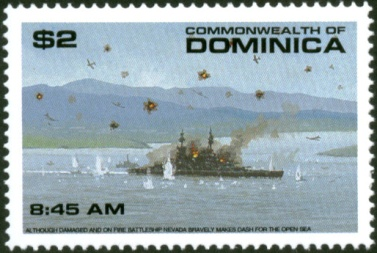 $2
COMMONWEALTH OF
DOMINICA
8:45 AM
ALTHOUGH DAMAGED AND ON FIRE BATTLESHIP NEVADA BRAVELY MAKES DASH FOR THE OPEN SEA